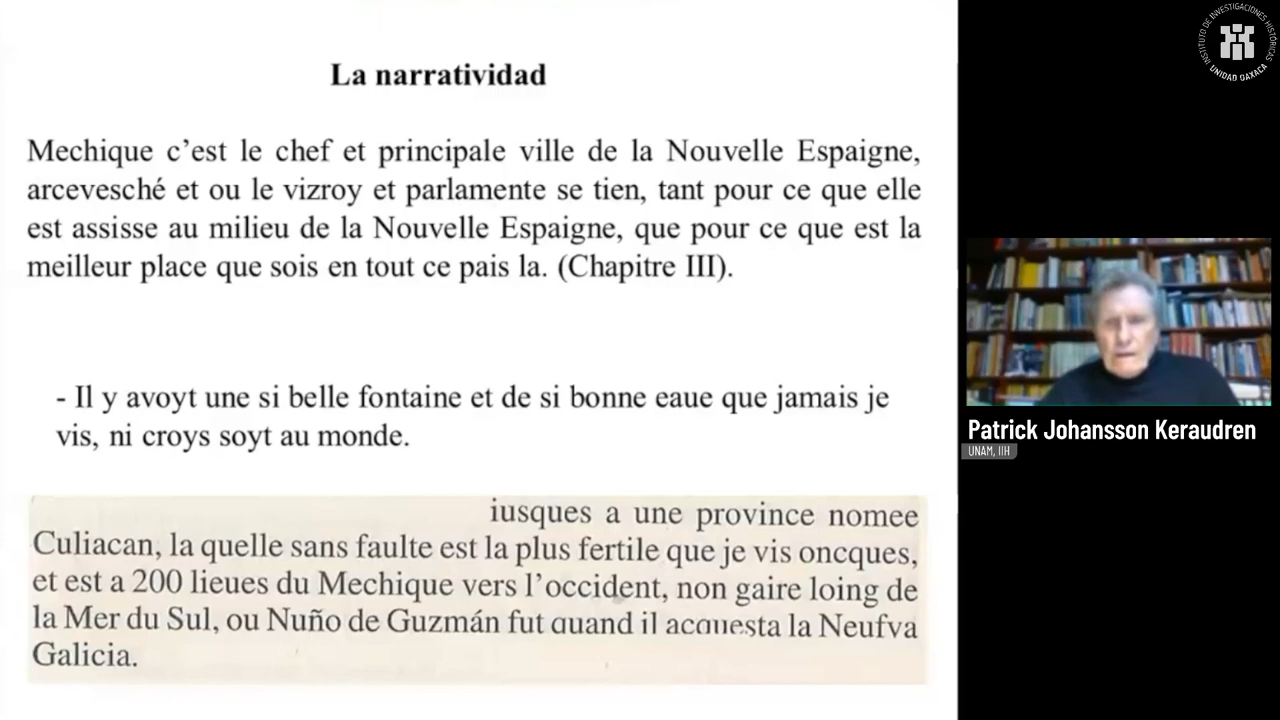 La narratividad
Mechique c’est le chef et principale ville de la Nouvelle Espaigne,
arcevesché et ou le vizroy et parlamente se tien, tant pour ce que elle
est assisse au milieu de la Nouvelle Espaigne, que pour ce que est la
meilleur place que sois en tout ce pais la. (Chapitre III).
- Il y avoyt une si belle fontaine et de si bonne eaue que jamais je
vis, ni croys soyt au monde.
iusques a une province nomee
Culiacan, la quelle sans faulte est la plus fertile que je vis oncques,
et est a 200 lieues du Mechique vers l’occident, non gaire loing de
la Mer du Sul, ou Nuño de Guzmán fut quand il acquesta la Neufva
Galicia.
INSTITUTO DE INVESTIGACIONES HISTÓRICAS
UNIDAD OAXACA
Patrick Johansson Keraudren
UNAM, IIH